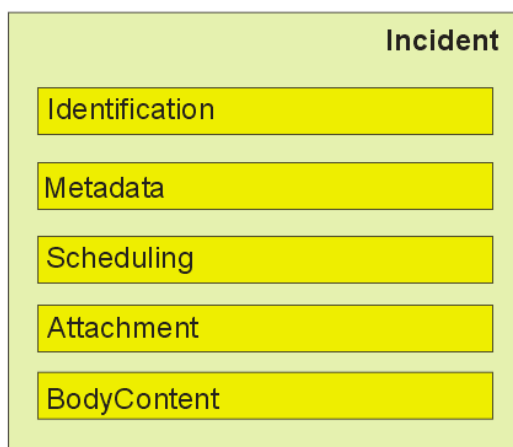 Incident
Identification
Metadata
Scheduling
Attachment
BodyContent